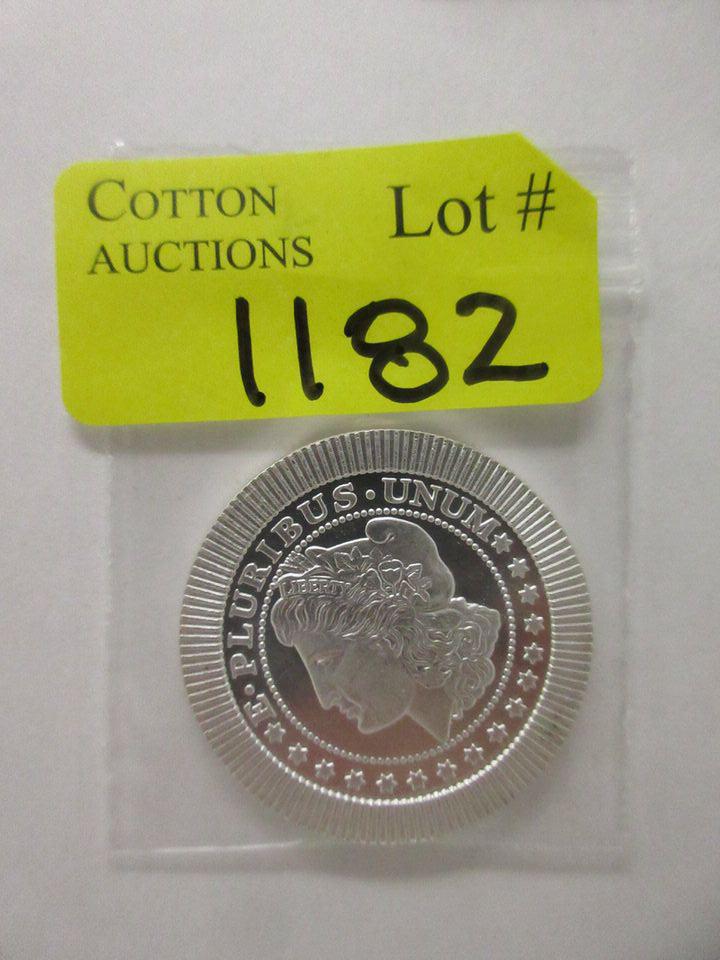 COTTON
AUCTIONS
Lot #
1182
E · PLURIBUS · UNUM
LIBERTY